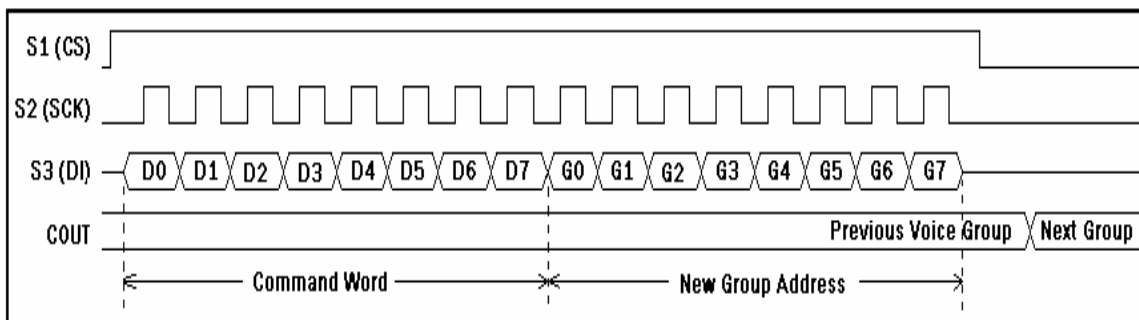 S1 (CS)
S2 (SCK)
S3 (DI) D0 D1 D2 D3 D4 D5 D6 D7 G0 G1 G2 G3 G4 G5 G6 G7
COUT Previous Voice Group Next Group
Command Word New Group Address